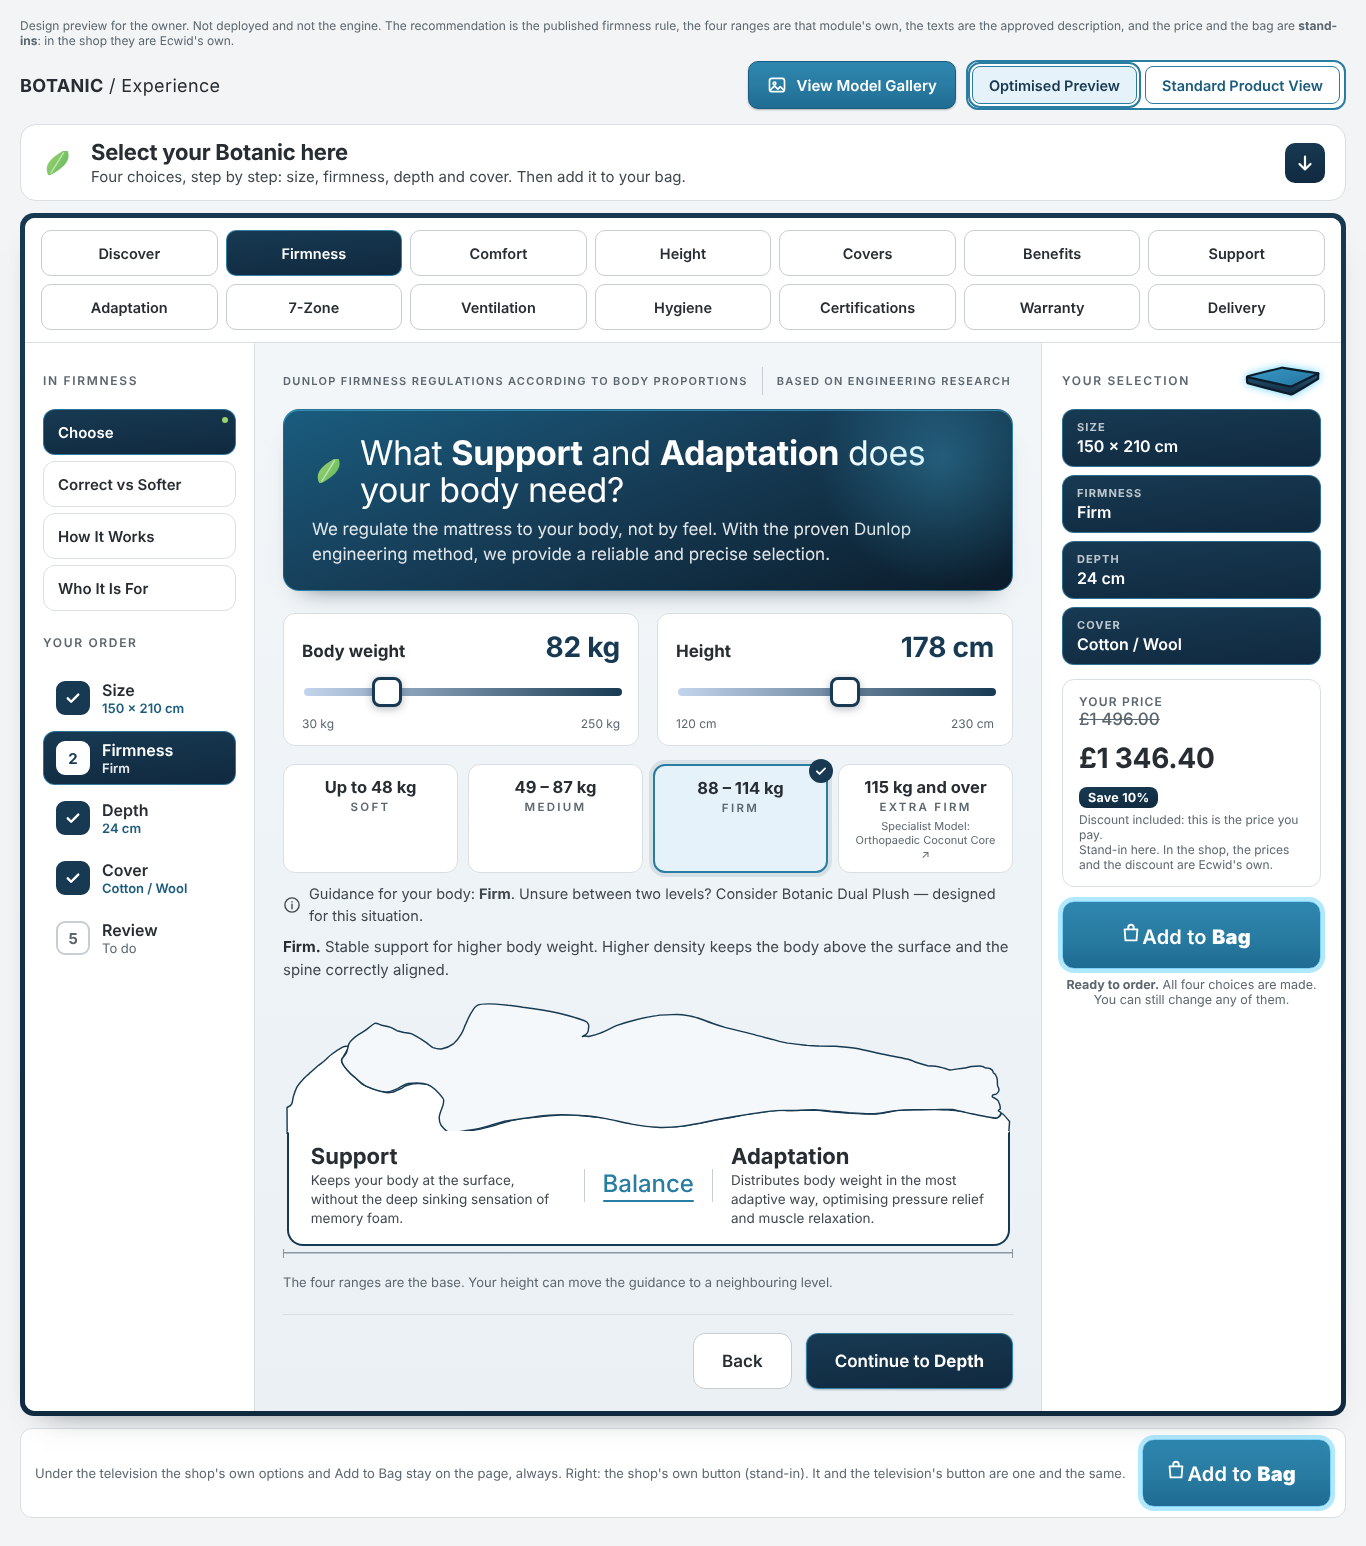 Design preview for the owner. Not deployed and not the engine. The recommendation is the published firmness rule, the four ranges are that module's own, the texts are the approved description, and the price and the bag are stand-
ins: in the shop they are Ecwid's own.
BOTANIC / Experience
View Model Gallery
Optimised Preview
Standard Product View
Select your Botanic here
Four choices, step by step: size, firmness, depth and cover. Then add it to your bag.
Discover
Firmness
Comfort
Height
Covers
Benefits
Support
Adaptation
7-Zone
Ventilation
Hygiene
Certifications
Warranty
Delivery
IN FIRMNESS
Choose
Correct vs Softer
How It Works
Who It Is For
YOUR ORDER
Size
150 × 210 cm
2
Firmness
Firm
Depth
24 cm
Cover
Cotton / Wool
5
Review
To do
DUNLOP FIRMNESS REGULATIONS ACCORDING TO BODY PROPORTIONS
BASED ON ENGINEERING RESEARCH
What Support and Adaptation does
your body need?
We regulate the mattress to your body, not by feel. With the proven Dunlop
engineering method, we provide a reliable and precise selection.
Body weight
82 kg
30 kg
250 kg
Height
178 cm
120 cm
230 cm
Up to 48 kg
SOFT
49 – 87 kg
MEDIUM
88 – 114 kg
FIRM
115 kg and over
EXTRA FIRM
Specialist Model:
Orthopaedic Coconut Core
↗
Guidance for your body: Firm. Unsure between two levels? Consider Botanic Dual Plush — designed
for this situation.
Firm. Stable support for higher body weight. Higher density keeps the body above the surface and the
spine correctly aligned.
Support
Keeps your body at the surface,
without the deep sinking sensation of
memory foam.
Balance
Adaptation
Distributes body weight in the most
adaptive way, optimising pressure relief
and muscle relaxation.
The four ranges are the base. Your height can move the guidance to a neighbouring level.
Back
Continue to Depth
YOUR SELECTION
SIZE
150 × 210 cm
FIRMNESS
Firm
DEPTH
24 cm
COVER
Cotton / Wool
YOUR PRICE
£1 496.00
£1 346.40
Save 10%
Discount included: this is the price you
pay.
Stand-in here. In the shop, the prices
and the discount are Ecwid's own.
Add to Bag
Ready to order. All four choices are made.
You can still change any of them.
Under the television the shop's own options and Add to Bag stay on the page, always. Right: the shop's own button (stand-in). It and the television's button are one and the same.
Add to Bag